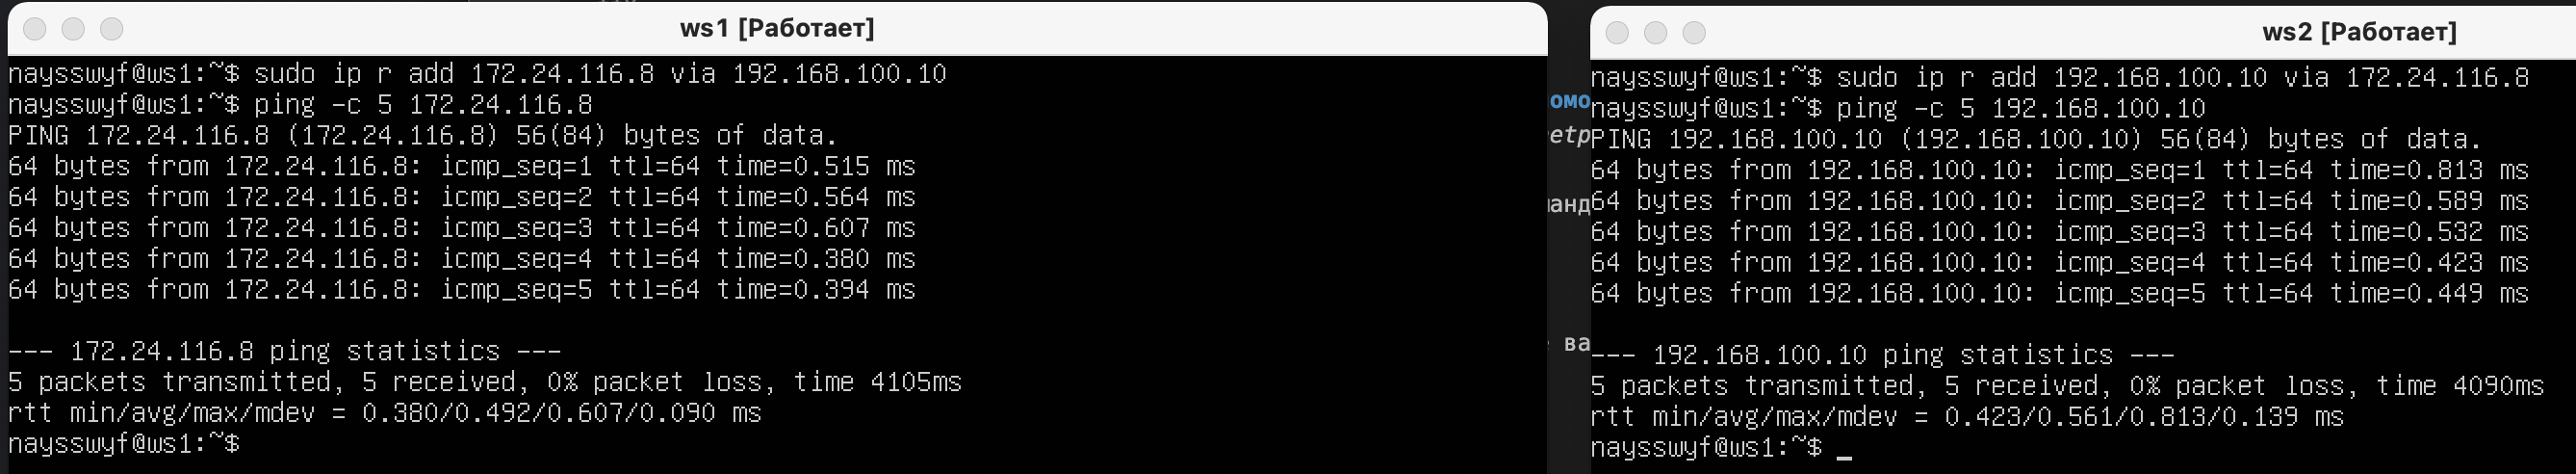 ws1 [Работает]
naysswyf@ws1:~$ sudo ip r add 172.24.116.8 via 192.168.100.10
naysswyf@ws1:~$ ping -c 5 172.24.116.8
PING 172.24.116.8 (172.24.116.8) 56(84) bytes of data.
64 bytes from 172.24.116.8: icmp_seq=1 ttl=64 time=0.515 ms
64 bytes from 172.24.116.8: icmp_seq=2 ttl=64 time=0.564 ms
64 bytes from 172.24.116.8: icmp_seq=3 ttl=64 time=0.607 ms
64 bytes from 172.24.116.8: icmp_seq=4 ttl=64 time=0.380 ms
64 bytes from 172.24.116.8: icmp_seq=5 ttl=64 time=0.394 ms
--- 172.24.116.8 ping statistics ---
5 packets transmitted, 5 received, 0% packet loss, time 4105ms
rtt min/avg/max/mdev = 0.380/0.492/0.607/0.090 ms
naysswyf@ws1:~$
омо
etp
анд
ва
ws2 [Работает]
naysswyf@ws1:~$ sudo ip r add 192.168.100.10 via 172.24.116.8
naysswyf@ws1:~$ ping -c 5 192.168.100.10
PING 192.168.100.10 (192.168.100.10) 56(84) bytes of data.
64 bytes from 192.168.100.10: icmp_seq=1 ttl=64 time=0.813 ms
64 bytes from 192.168.100.10: icmp_seq=2 ttl=64 time=0.589 ms
64 bytes from 192.168.100.10: icmp_seq=3 ttl=64 time=0.532 ms
64 bytes from 192.168.100.10: icmp_seq=4 ttl=64 time=0.423 ms
64 bytes from 192.168.100.10: icmp_seq=5 ttl=64 time=0.449 ms
--- 192.168.100.10 ping statistics ---
5 packets transmitted, 5 received, 0% packet loss, time 4090ms
rtt min/avg/max/mdev = 0.423/0.561/0.813/0.139 ms
naysswyf@ws1:~$ _